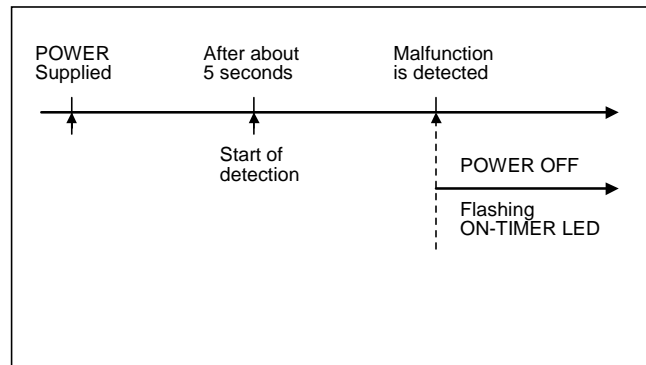 POWER
Supplied
After about
5 seconds
Malfunction
is detected
Start of
detection
POWER OFF
Flashing
ON-TIMER LED